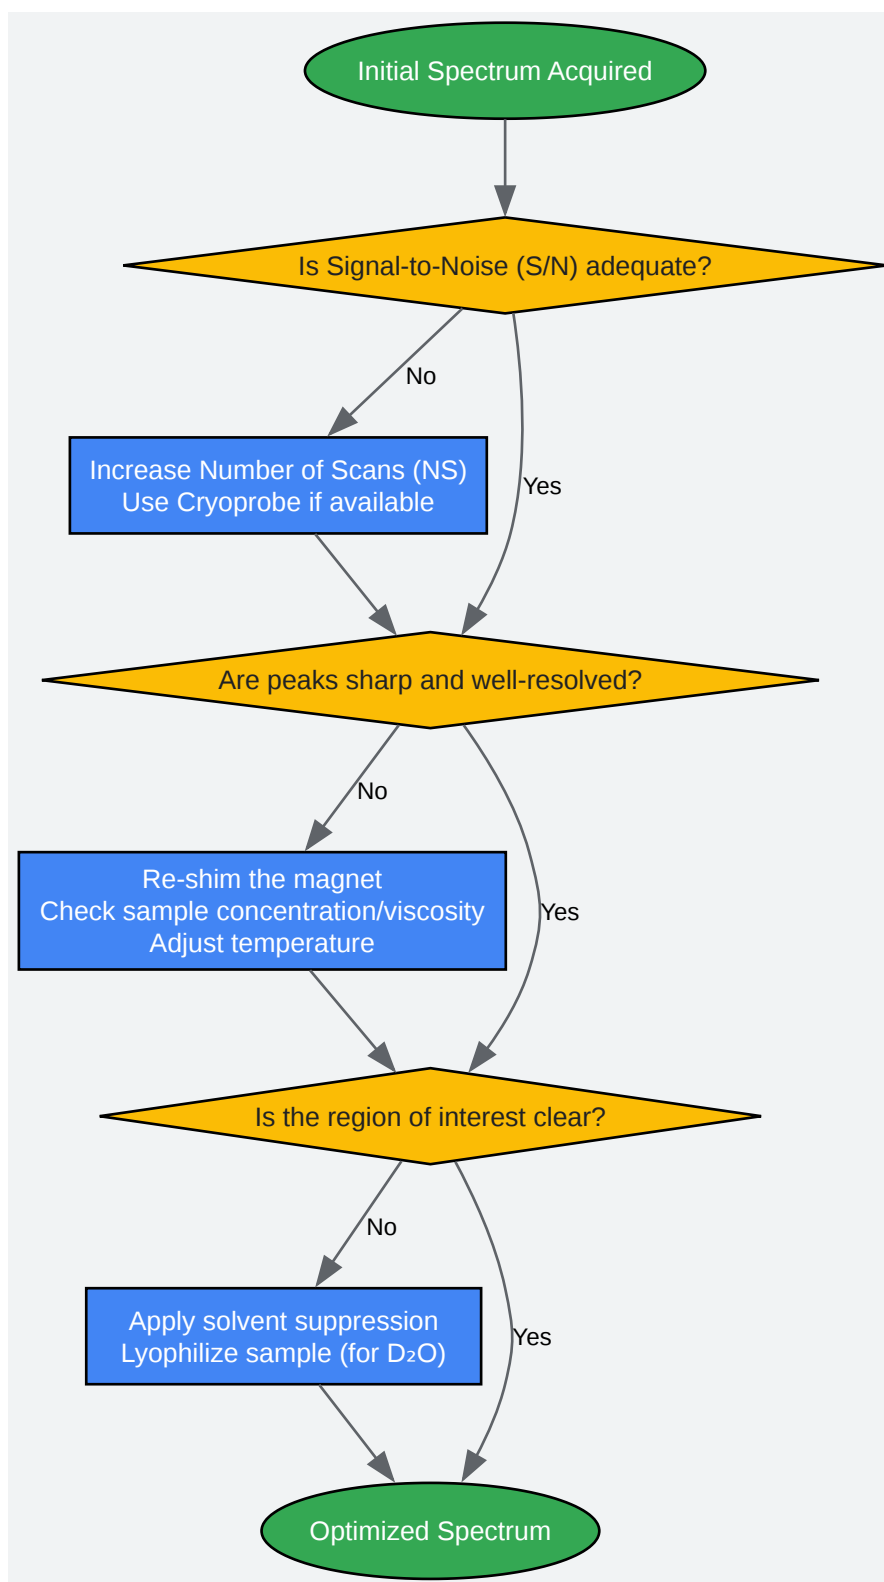 Initial Spectrum Acquired
Is Signal-to-Noise (S/N) adequate?
No
Increase Number of Scans (NS)
Use Cryoprobe if available
Yes
Are peaks sharp and well-resolved?
No
Re-shim the magnet
Check sample concentration/viscosity
Adjust temperature
Yes
Is the region of interest clear?
No
Apply solvent suppression
Lyophilize sample (for D₂O)
Yes
Optimized Spectrum